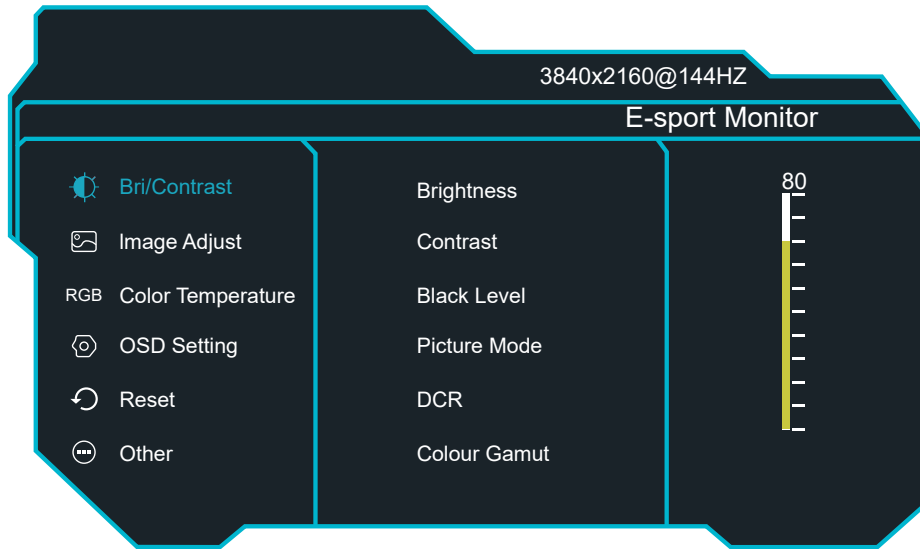 3840x2160@144HZ
E-sport Monitor
Bri/Contrast
Image Adjust
RGB Color Temperature
OSD Setting
Reset
Other
Brightness
Contrast
Black Level
Picture Mode
DCR
Colour Gamut
80